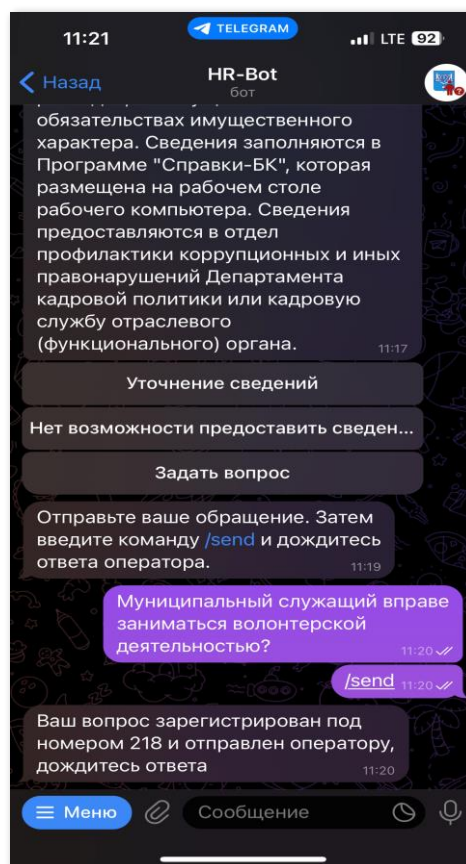 11:21
TELEGRAM
LTE 92
Назад
HR-Bot
бот
обязательствах имущественного
характера. Сведения заполняются в
Программе "Справки-БК", которая
размещена на рабочем столе
рабочего компьютера. Сведения
предоставляются в отдел
профилактики коррупционных и иных
правонарушений Департамента
кадровой политики или кадровую
службу отраслевого
(функционального) органа.
11:17
Уточнение сведений
Нет возможности предоставить сведен...
Задать вопрос
Отправьте ваше обращение. Затем
введите команду /send и дождитесь
ответа оператора.
11:19
Муниципальный служащий вправе
заниматься волонтерской
деятельностью?
11:20
/send 11:20
Ваш вопрос зарегистрирован под
номером 218 и отправлен оператору,
дождитесь ответа
11:20
Меню
Сообщение